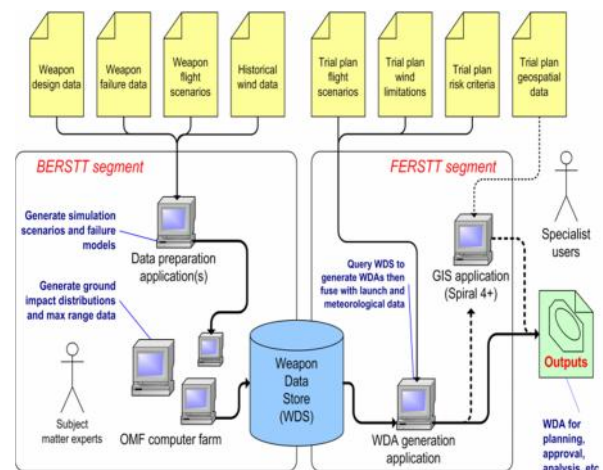 Weapon
design data
Weapon
failure data
Weapon
flight
scenarios
Historical
wind data
Trial plan
flight
scenarios
Trial plan
wind
limitations
Trial plan
risk criteria
Trial plan
geospatial
data
BERSTT segment
FERSTT segment
Generate simulation
scenarios and failure
models
Data preparation
application(s)
Generate ground
impact distributions
and max range data
Subject
matter experts
OMF computer farm
Weapon
Data
Store
(WDS)
Query WDS to
generate WDAs then
fuse with launch and
meteorological data
GIS application
(Spiral 4+)
Specialist
users
WDA generation
application
Outputs
WDA for
planning,
approval,
analysis, etc